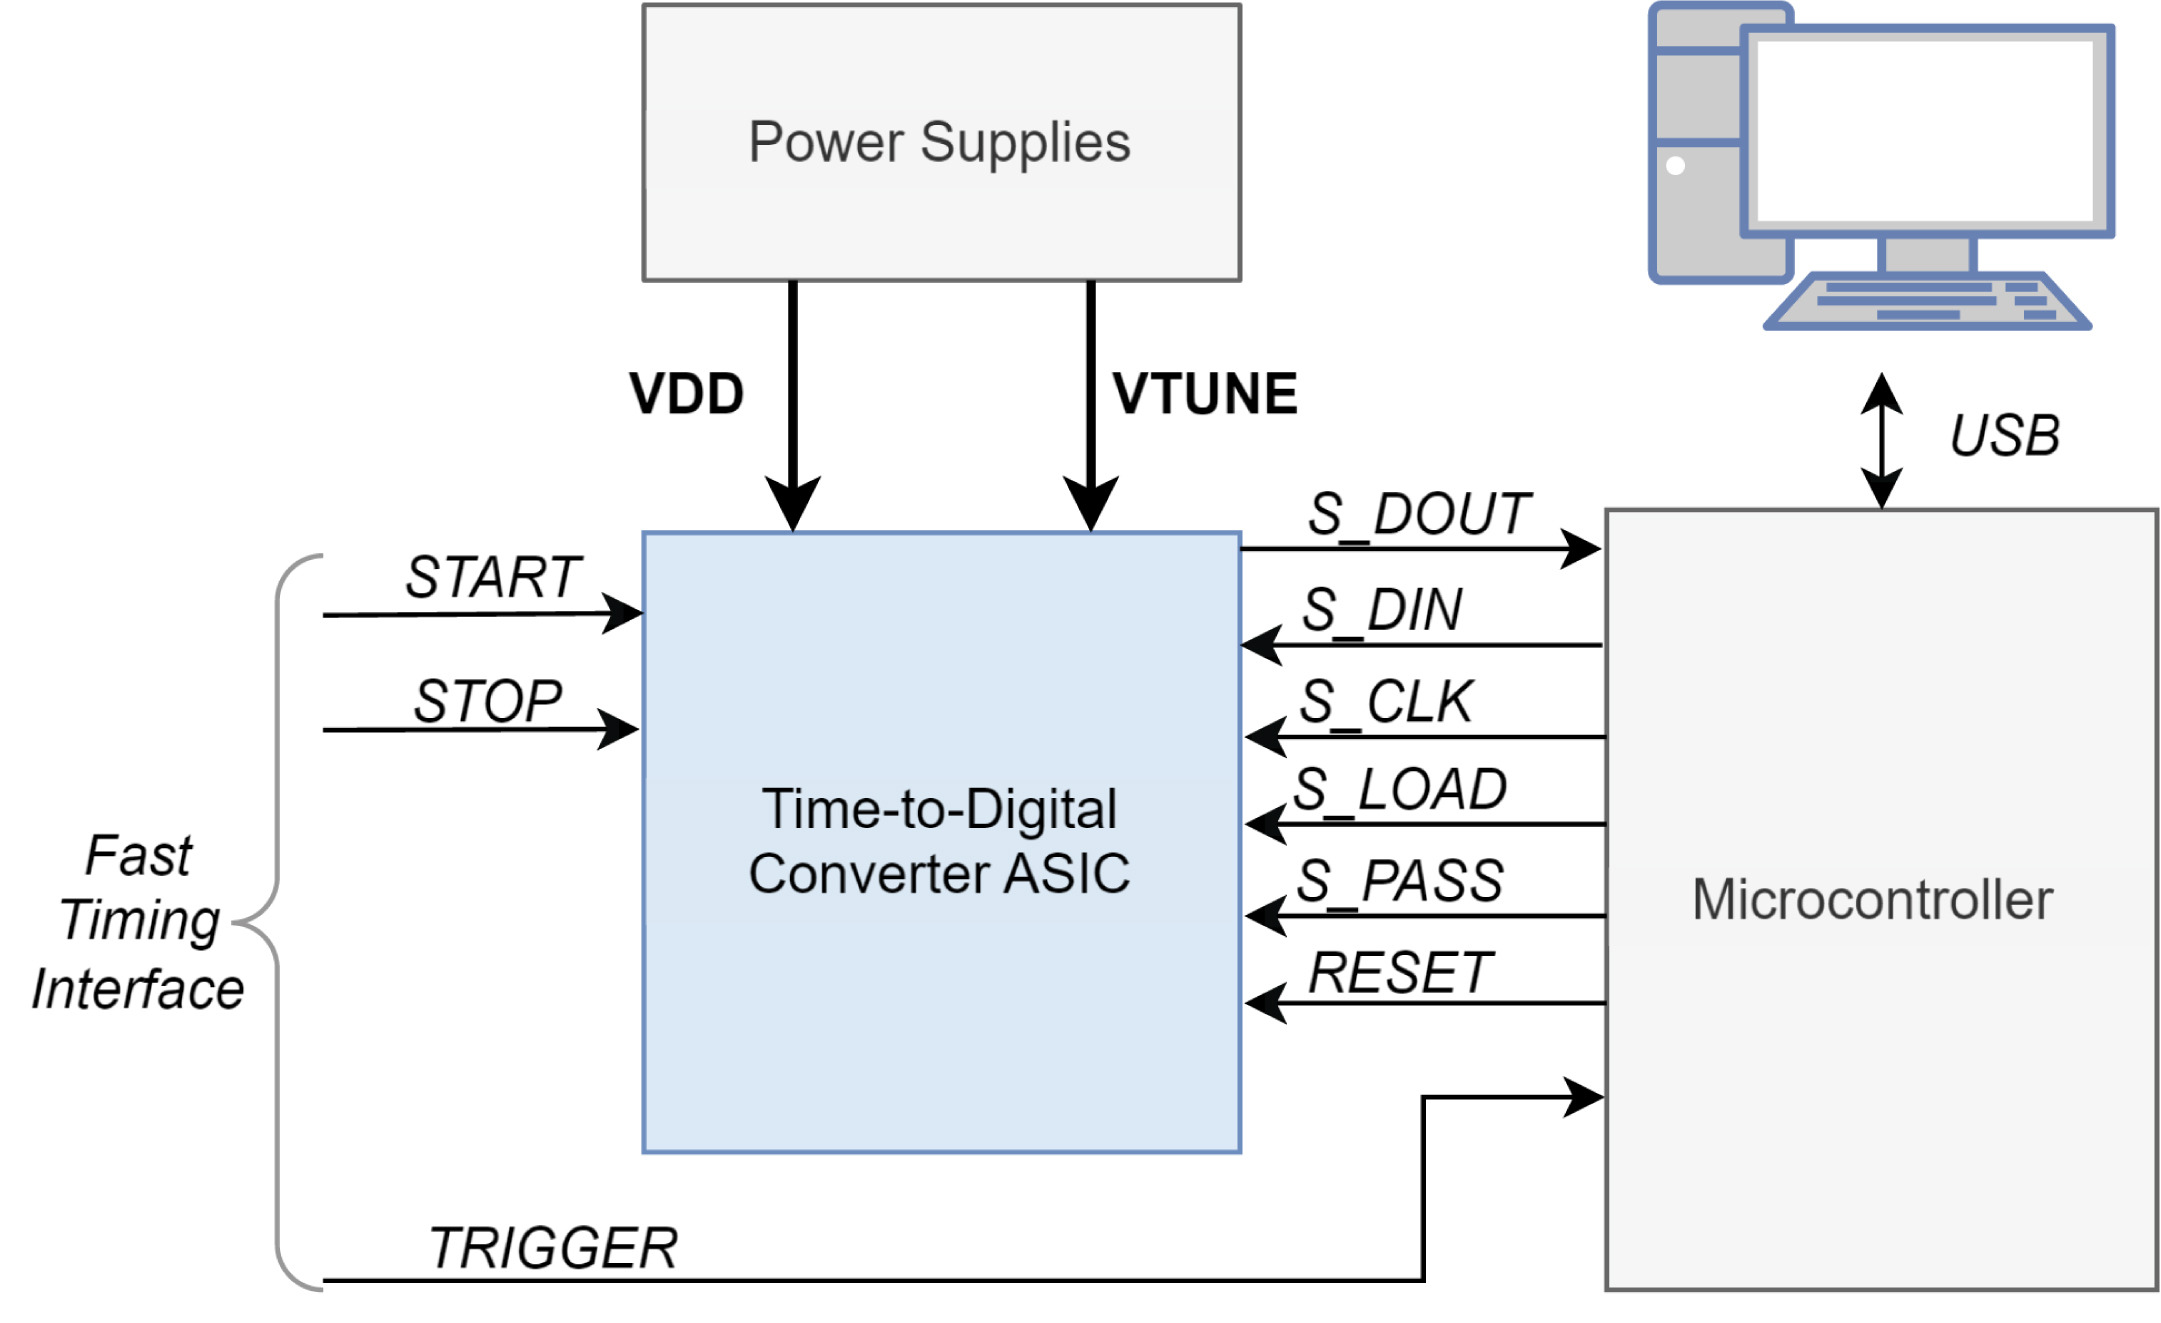 Power Supplies
VDD
VTUNE
USB
START
STOP
S_DOUT
S_DIN
S_CLK
S_LOAD
S_PASS
RESET
Time-to-Digital
Converter ASIC
Microcontroller
Fast
Timing
Interface
TRIGGER